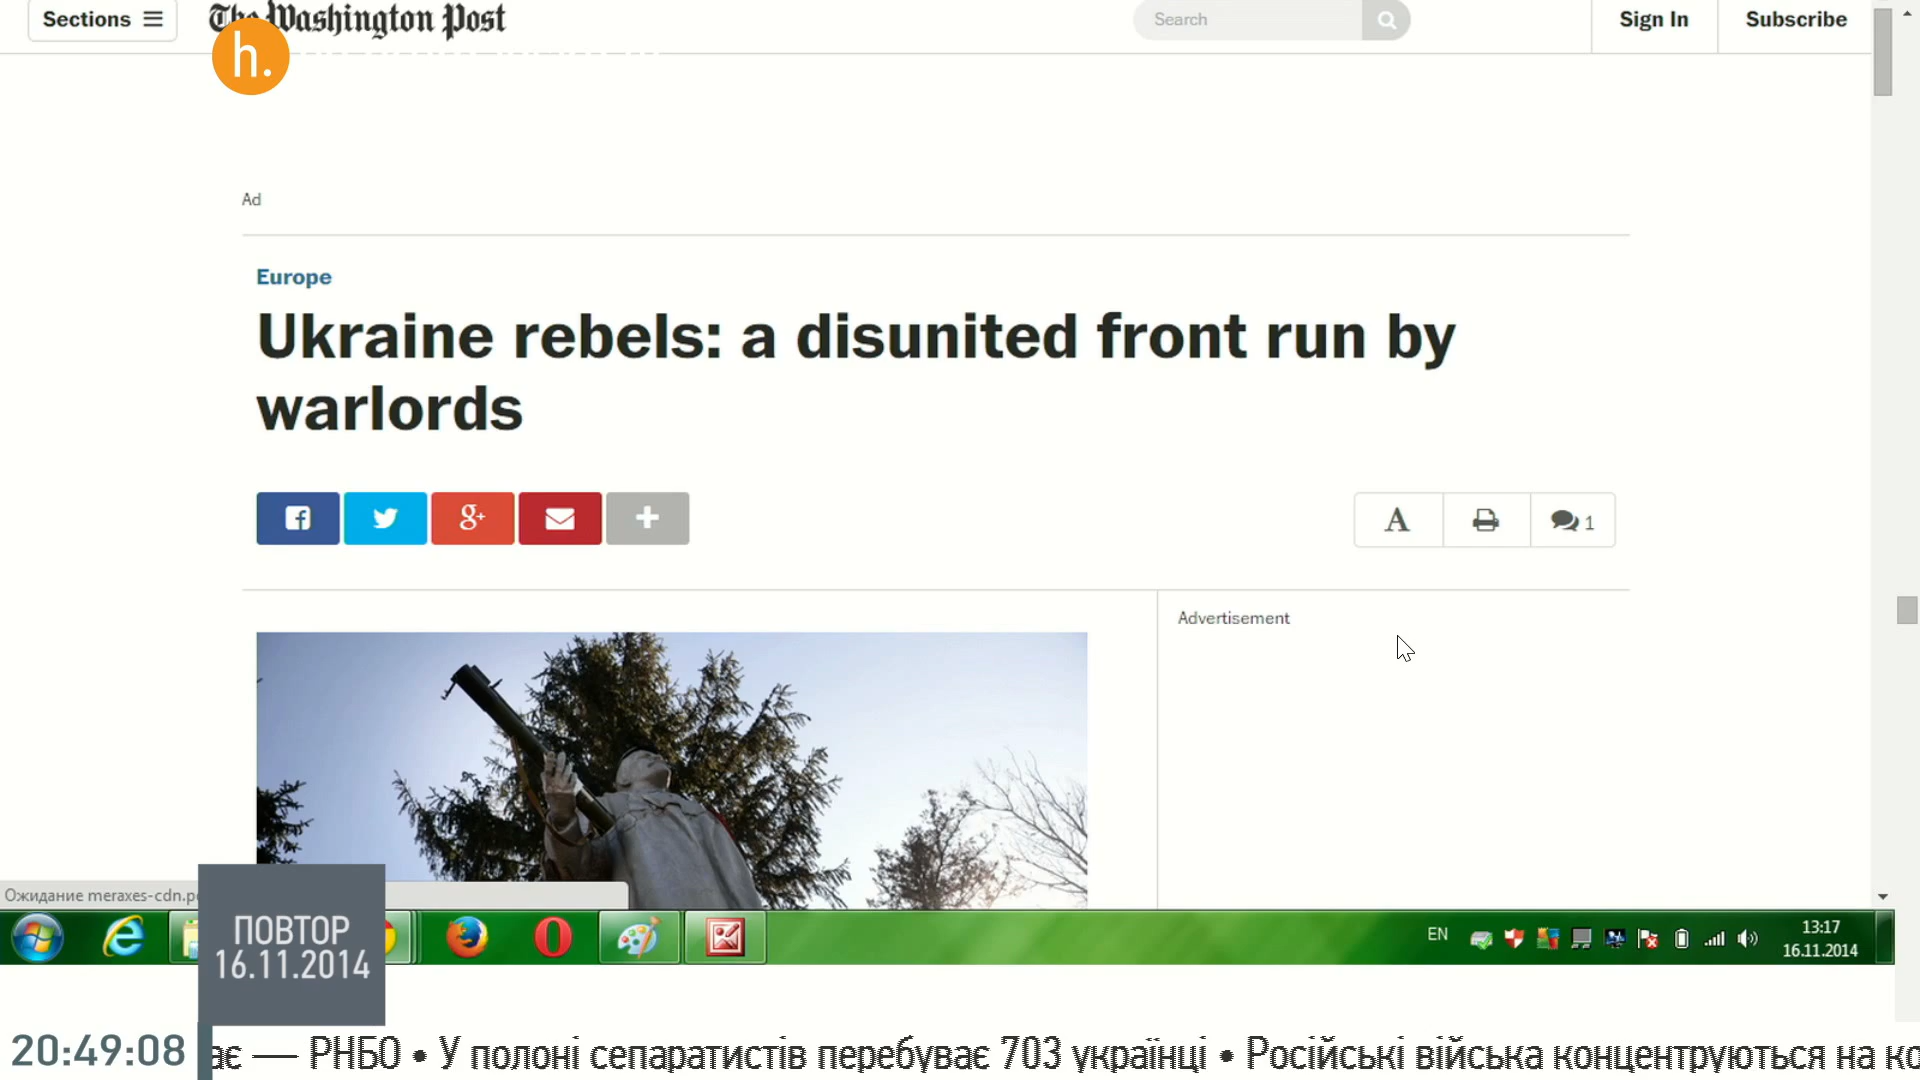 Sections
The Washington Post
Search
Sign In
Subscribe
h.
Ad
Europe
Ukraine rebels: a disunited front run by
warlords
g+
A
1
Advertisement
Ожидание meraxes-cdn.p
ПОВТОР
16.11.2014
EN
13:17
16.11.2014
20:49:08
ає — РНБО • У полоні сепаратистів перебуває 703 українці • Російські війська концентруються на ко